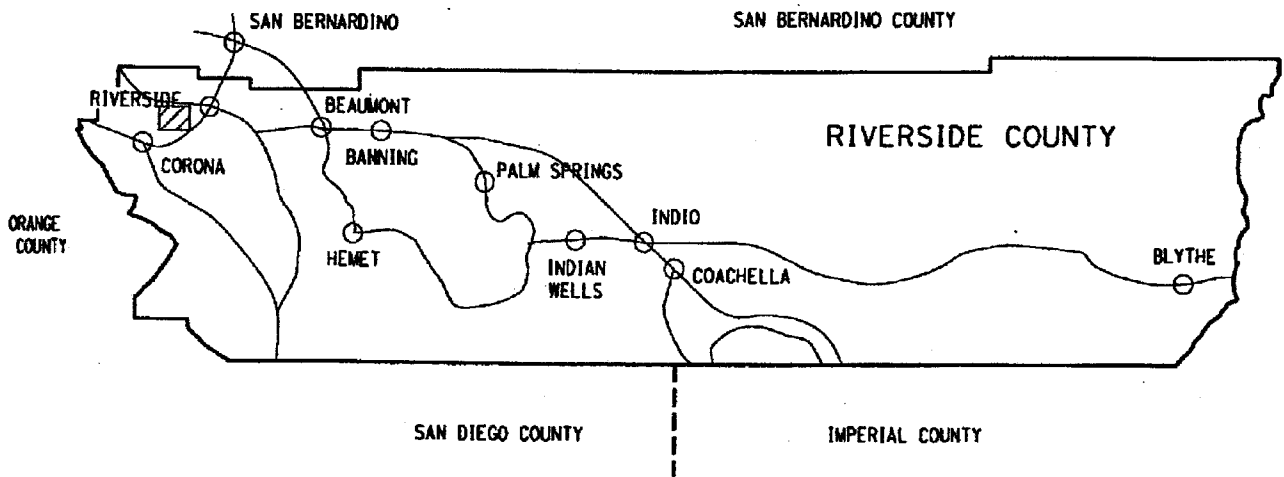 SAN BERNARDINO
SAN BERNARDINO COUNTY
RIVERSIDE
BEAUMONT
RIVERSIDE COUNTY
BANNING
CORONA
PALM SPRINGS
ORANGE
COUNTY
INDIO
HEMET
INDIAN
WELLS
COACHELLA
BLYTHE
SAN DIEGO COUNTY
IMPERIAL COUNTY